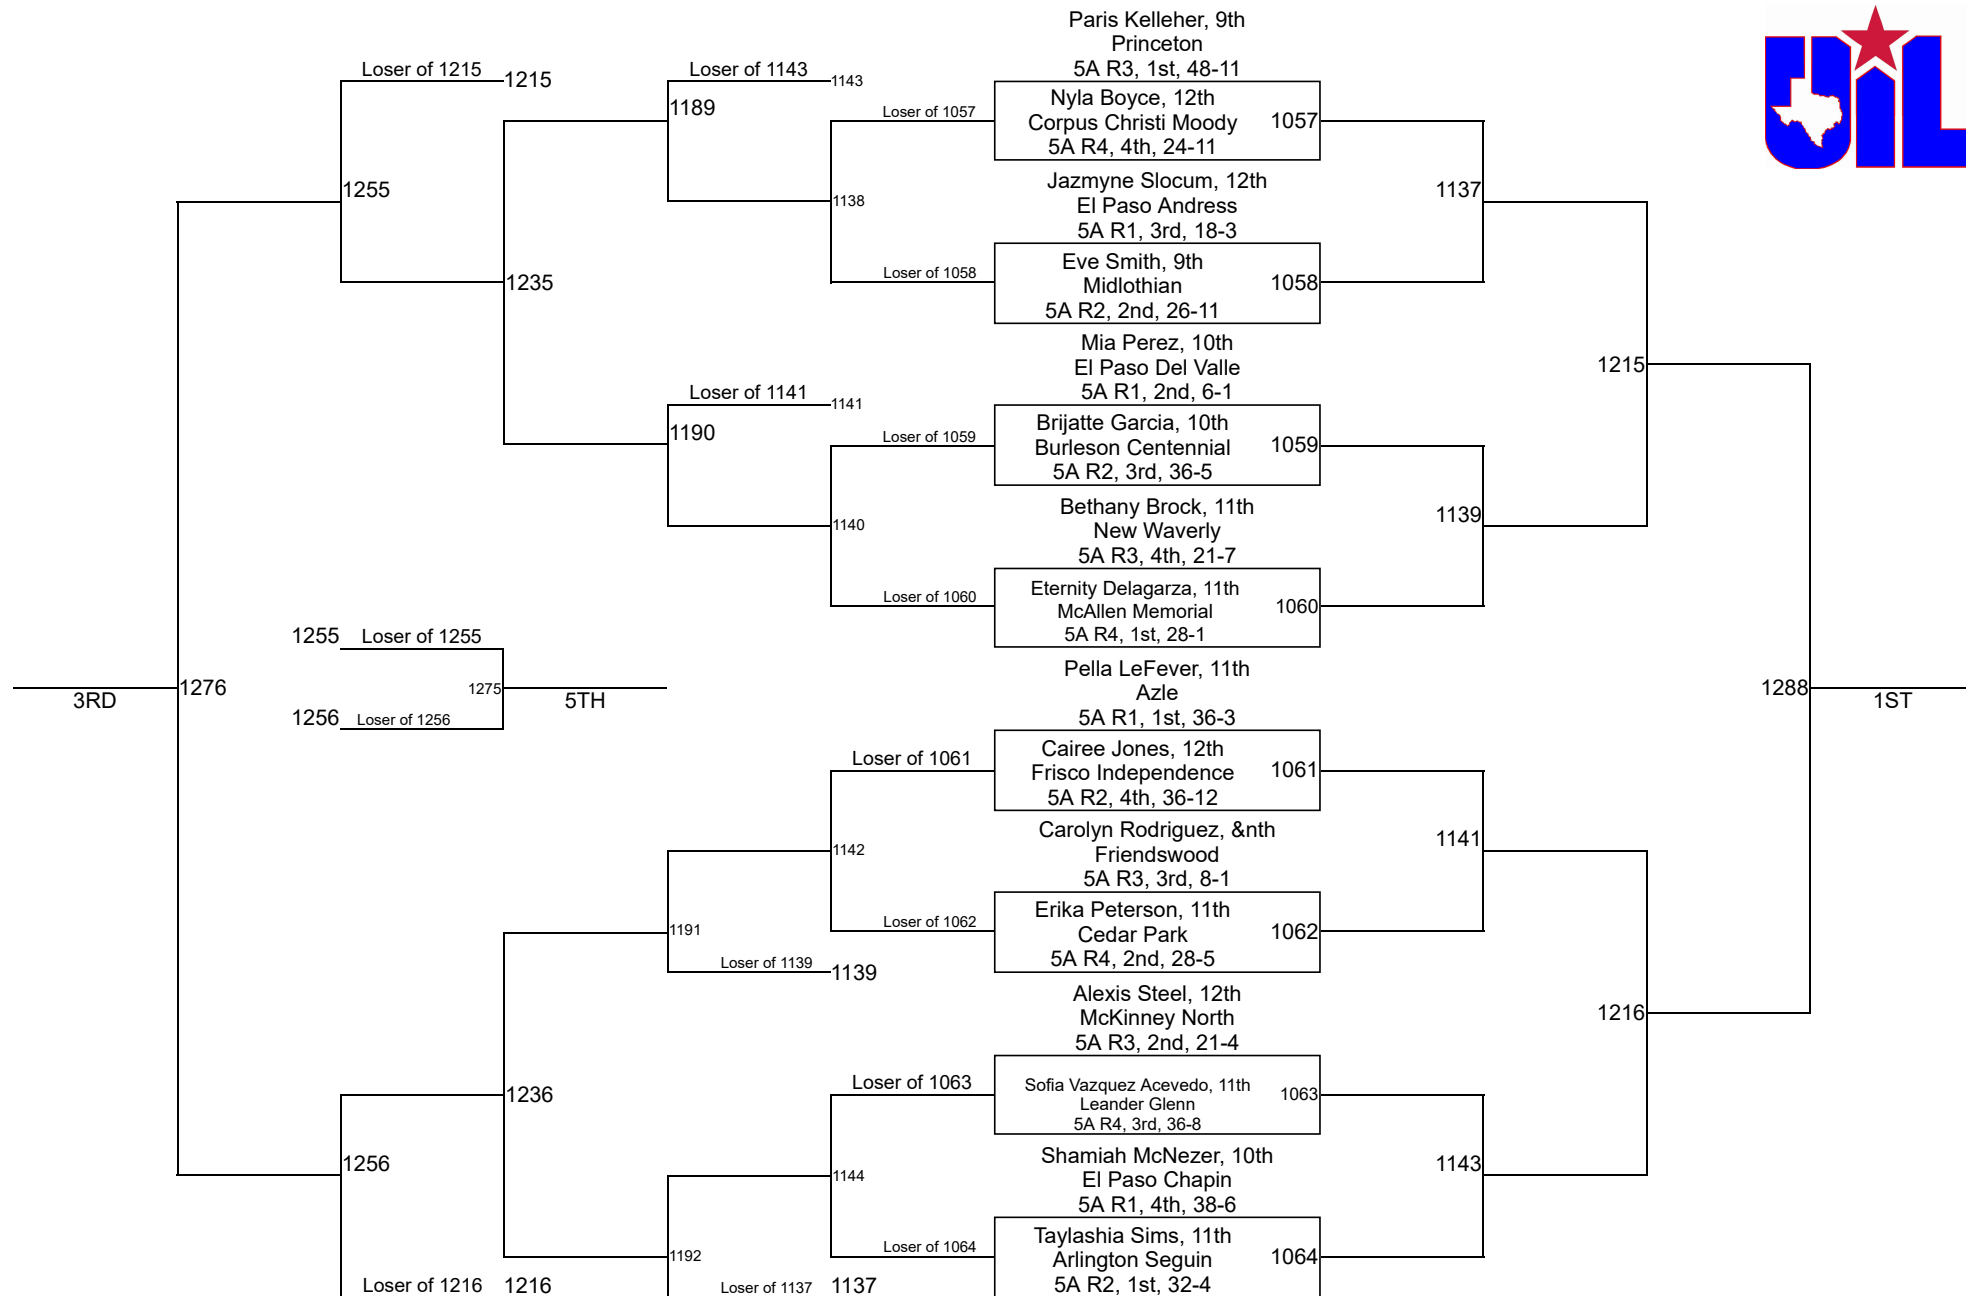 Paris Kelleher, 9th
Princeton
5A R3, 1st, 48-11
UIL
Loser of 1215 1215
Loser of 1143 1143
1189
Loser of 1057
Nyla Boyce, 12th
Corpus Christi Moody
5A R4, 4th, 24-11
1057
1255
1138
Jazmyne Slocum, 12th
El Paso Andress
5A R1, 3rd, 18-3
1137
1235
Loser of 1058
Eve Smith, 9th
Midlothian
5A R2, 2nd, 26-11
1058
Mia Perez, 10th
El Paso Del Valle
5A R1, 2nd, 6-1
1215
Loser of 1141 1141
1190
Loser of 1059
Brijatte Garcia, 10th
Burleson Centennial
5A R2, 3rd, 36-5
1059
1140
Bethany Brock, 11th
New Waverly
5A R3, 4th, 21-7
1139
Loser of 1060
Eternity Delagarza, 11th
McAllen Memorial
5A R4, 1st, 28-1
1060
1255 Loser of 1255
3RD
1276
1275
5TH
1256 Loser of 1256
Pella LeFever, 11th
Azle
5A R1, 1st, 36-3
1288
1ST
Loser of 1061
Cairee Jones, 12th
Frisco Independence
5A R2, 4th, 36-12
1061
1142
Carolyn Rodriguez, &nth
Friendswood
5A R3, 3rd, 8-1
1141
1191
Loser of 1062
Erika Peterson, 11th
Cedar Park
5A R4, 2nd, 28-5
1062
Loser of 1139 1139
Alexis Steel, 12th
McKinney North
5A R3, 2nd, 21-4
1216
1236
Loser of 1063
Sofia Vazquez Acevedo, 11th
Leander Glenn
5A R4, 3rd, 36-8
1063
1256
1144
Shamiah McNezer, 10th
El Paso Chapin
5A R1, 4th, 38-6
1143
1192
Loser of 1064
Taylashia Sims, 11th
Arlington Seguin
5A R2, 1st, 32-4
1064
Loser of 1216 1216
Loser of 1137 1137